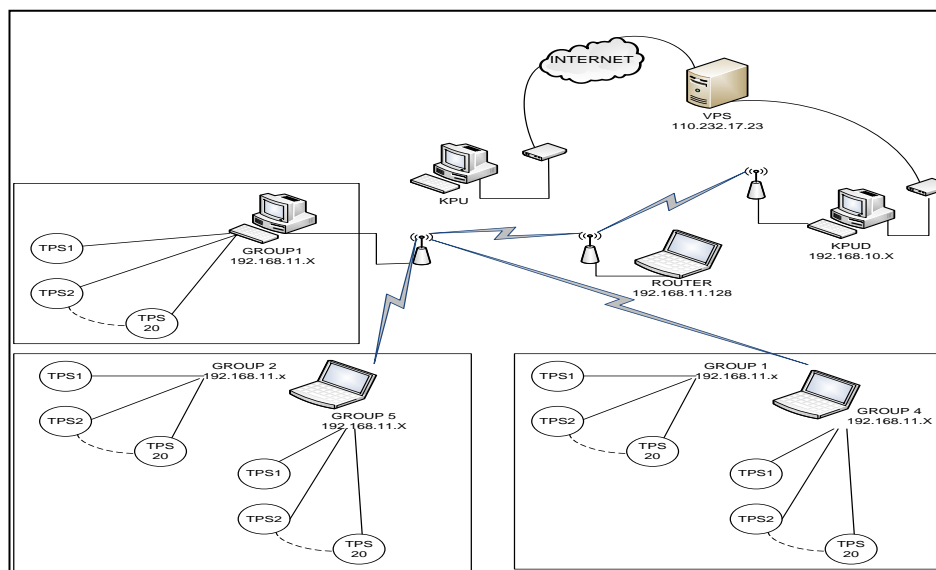 INTERNET
VPS
110.232.17.23
KPU
KPUD
192.168.10.X
ROUTER
192.168.11.128
GROUP1
192.168.11.X
TPS1
TPS2
TPS
20
GROUP 2
192.168.11.x
TPS1
TPS2
TPS
20
GROUP 5
192.168.11.X
TPS1
TPS2
TPS
20
GROUP 1
192.168.11.x
TPS1
TPS2
TPS
20
GROUP 4
192.168.11.X
TPS1
TPS2
TPS
20